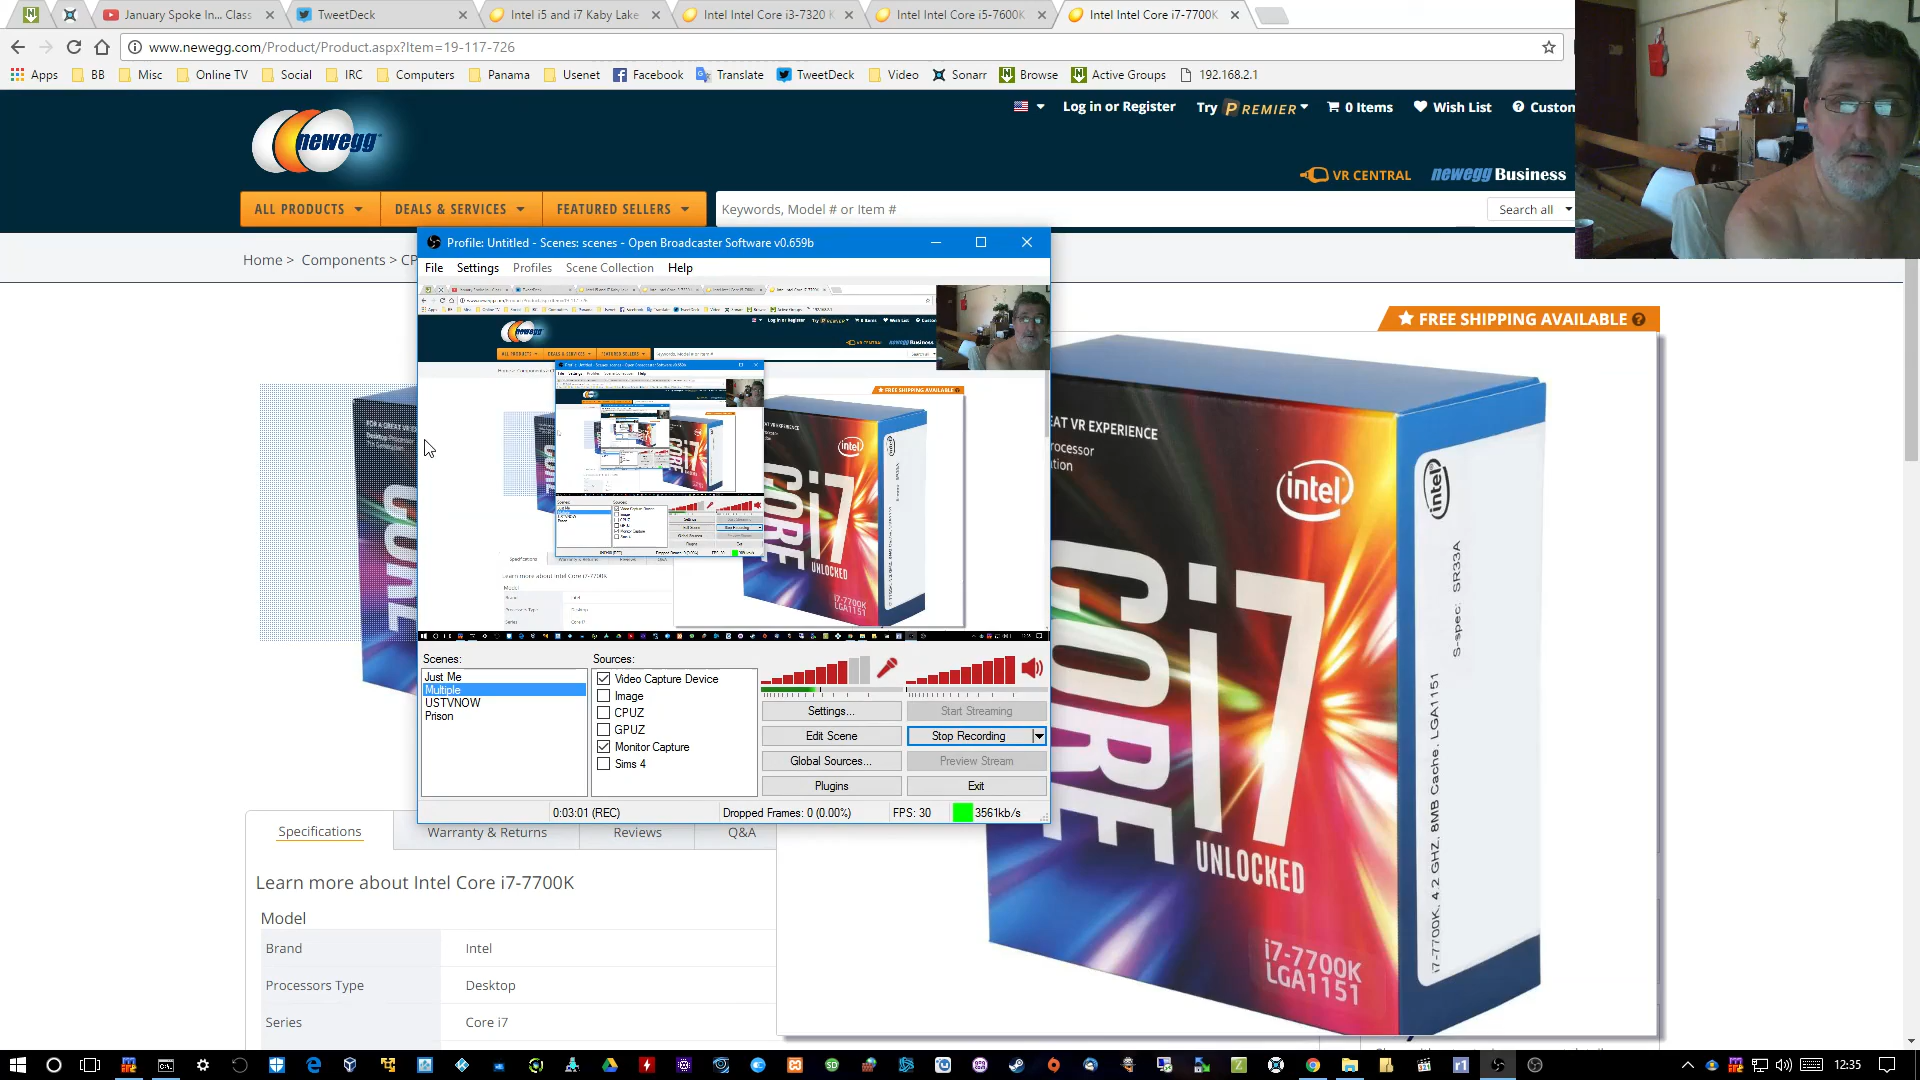 January Spoke In... Class
TweetDeck
Intel i5 and i7 Kaby Lake
Intel Intel Core i3-7320 K
Intel Intel Core i5-7600K
Intel Intel Core i7-7700K
www.newegg.com/Product/Product.aspx?Item=19-117-726
Apps
BB
Misc
Online TV
Social
IRC
Computers
Panama
Usenet
Facebook
Translate
TweetDeck
Video
Sonarr
Browse
Active Groups
192.168.2.1
newegg
Log in or Register
Try PREMIER
0 Items
Wish List
Custom
VR CENTRAL
newegg Business
ALL PRODUCTS
DEALS & SERVICES
FEATURED SELLERS
Keywords, Model # or Item #
Search all
Home > Components > CP
Profile: Untitled - Scenes: scenes - Open Broadcaster Software v0.659b
File
Settings
Profiles
Scene Collection
Help
FREE SHIPPING AVAILABLE
AT VR EXPERIENCE
ocessor
tion
intel
CORE i7
UNLOCKED
i7-7700K
LGA1151
intel
S-spec: SR33A
i7-7700K, 4.2 GHZ, 8MB Cache, LGA1151
CORE
Scenes:
Just Me
Multiple
USTVNOW
Prison
Sources:
Video Capture Device
Image
CPUZ
GPUZ
Monitor Capture
Sims 4
Settings...
Start Streaming
Edit Scene
Stop Recording
Global Sources...
Preview Stream
Plugins
Exit
0:03:01 (REC)
Dropped Frames: 0 (0.00%)
FPS: 30
3561kb/s
Specifications
Warranty & Returns
Reviews
Q&A
Learn more about Intel Core i7-7700K
Model
Brand
Intel
Processors Type
Desktop
Series
Core i7
12:35